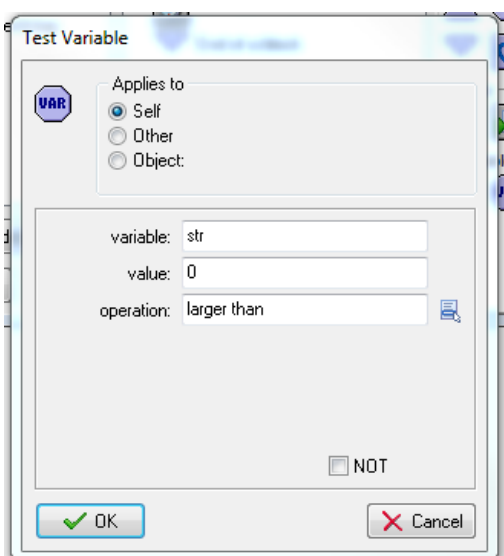 Test Variable
VAR
Applies to
Self
Other
Object:
variable: str
value: 0
operation: larger than
NOT
OK
Cancel